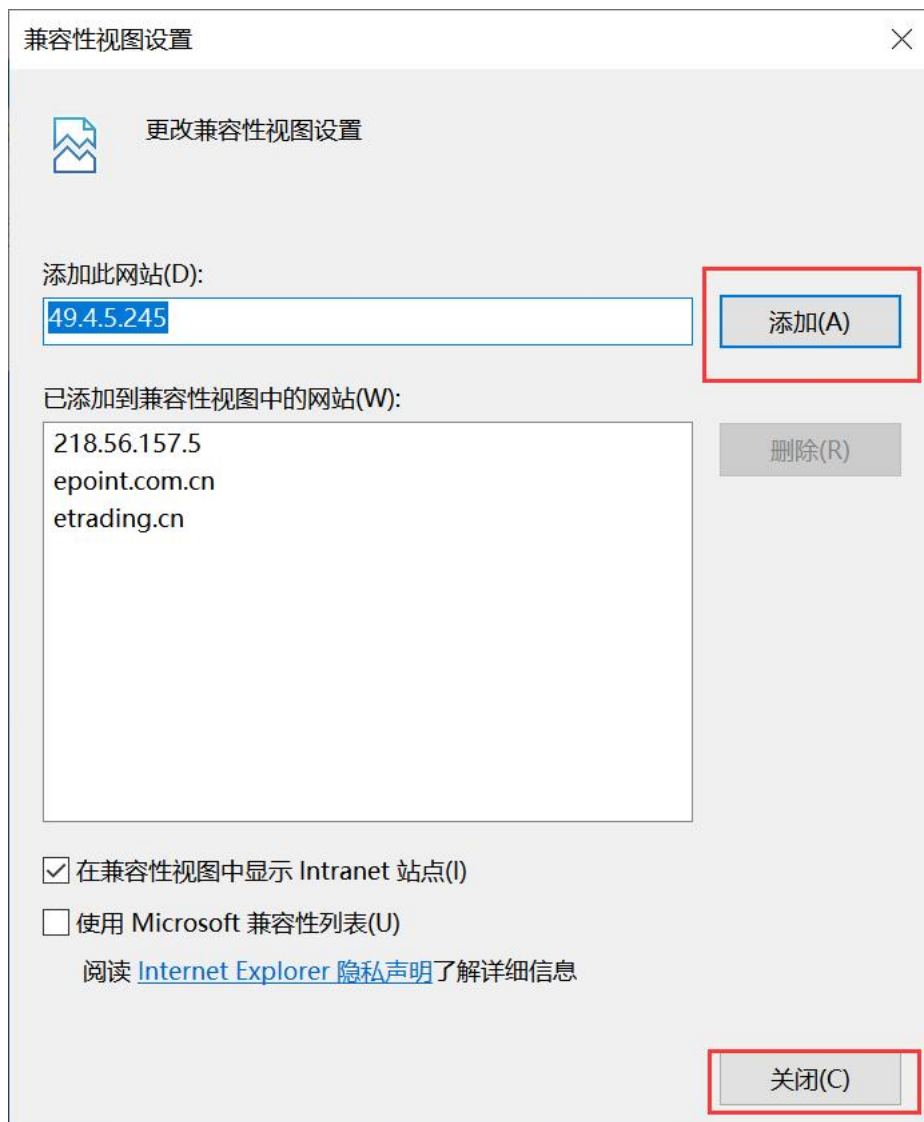 兼容性视图设置
更改兼容性视图设置
添加此网站(D):
49.4.5.245
添加(A)
已添加到兼容性视图中的网站(W):
218.56.157.5
epoint.com.cn
etrading.cn
删除(R)
在兼容性视图中显示 Intranet 站点(I)
使用 Microsoft 兼容性列表(U)
阅读 Internet Explorer 隐私声明了解详细信息
关闭(C)